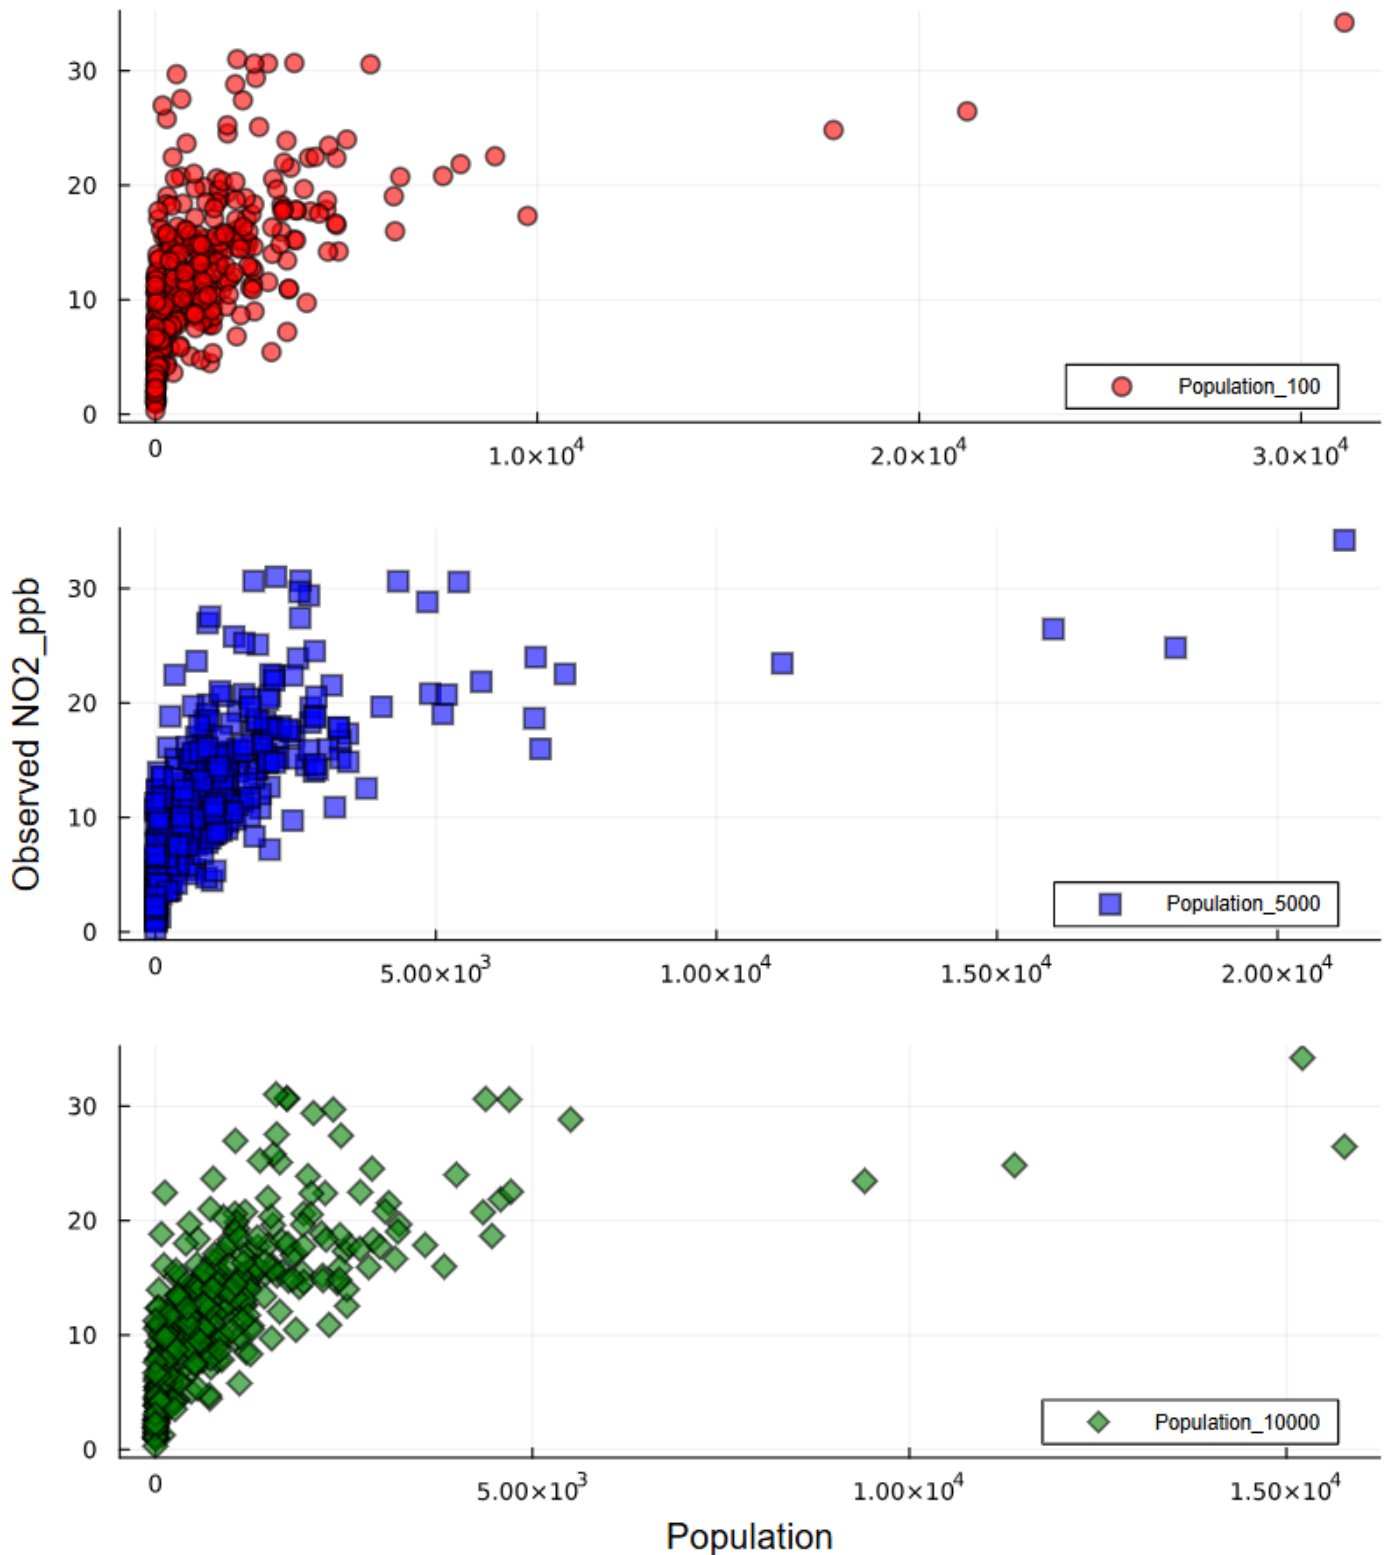 30
20
10
0
Population_100
0 1.0×10⁴ 2.0×10⁴ 3.0×10⁴
Observed NO2_ppb
30
20
10
0
Population_5000
0 5.00×10³ 1.00×10⁴ 1.50×10⁴ 2.00×10⁴
30
20
10
0
Population_10000
0 5.00×10³ 1.00×10⁴ 1.50×10⁴
Population